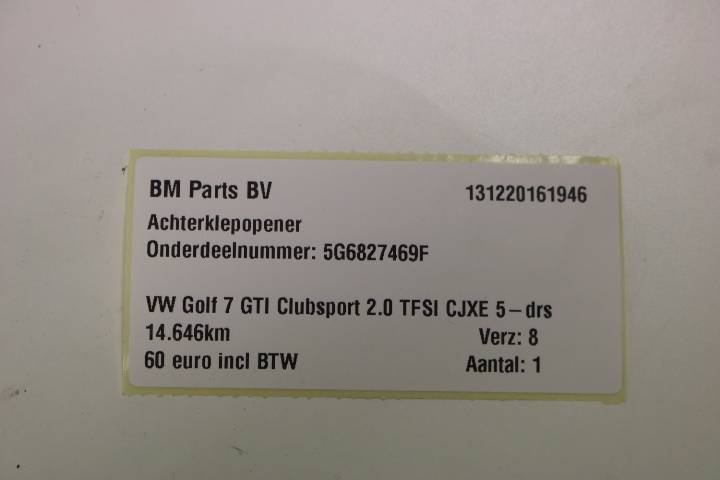 BM Parts BV 131220161946
Achterklepopener
Onderdeelnummer: 5G6827469F
VW Golf 7 GTI Clubsport 2.0 TFSI CJXE 5-drs
14.646km Verz: 8
60 euro incl BTW Aantal: 1